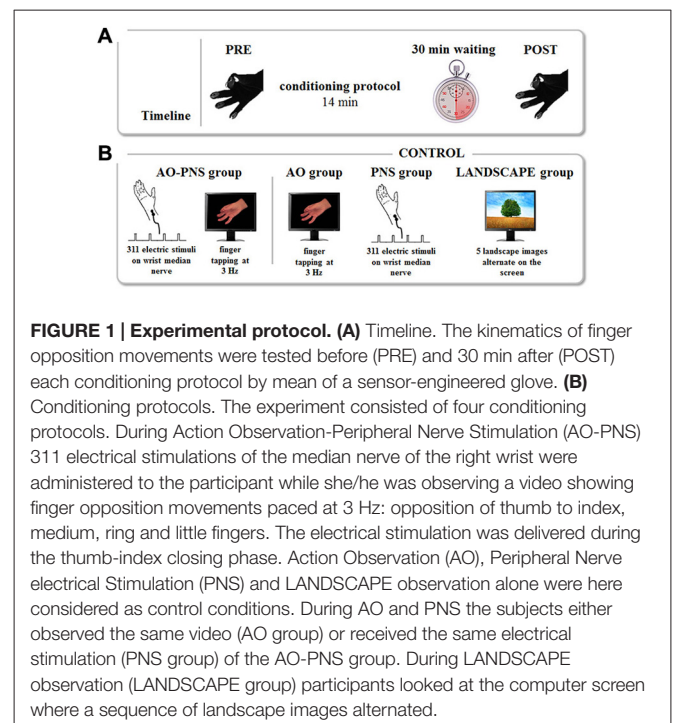 A
PRE
30 min waiting
POST
conditioning protocol
14 min
Timeline
B
CONTROL
AO-PNS group
AO group
PNS group
LANDSCAPE group
311 electric stimuli
on wrist median
nerve
finger
tapping at
3 Hz
finger
tapping at
3 Hz
311 electric stimuli
on wrist median
nerve
5 landscape images
alternate on the
screen
FIGURE 1 | Experimental protocol. (A) Timeline. The kinematics of finger
opposition movements were tested before (PRE) and 30 min after (POST)
each conditioning protocol by mean of a sensor-engineered glove. (B)
Conditioning protocols. The experiment consisted of four conditioning
protocols. During Action Observation-Peripheral Nerve Stimulation (AO-PNS)
311 electrical stimulations of the median nerve of the right wrist were
administered to the participant while she/he was observing a video showing
finger opposition movements paced at 3 Hz: opposition of thumb to index,
medium, ring and little fingers. The electrical stimulation was delivered during
the thumb-index closing phase. Action Observation (AO), Peripheral Nerve
electrical Stimulation (PNS) and LANDSCAPE observation alone were here
considered as control conditions. During AO and PNS the subjects either
observed the same video (AO group) or received the same electrical
stimulation (PNS group) of the AO-PNS group. During LANDSCAPE
observation (LANDSCAPE group) participants looked at the computer screen
where a sequence of landscape images alternated.